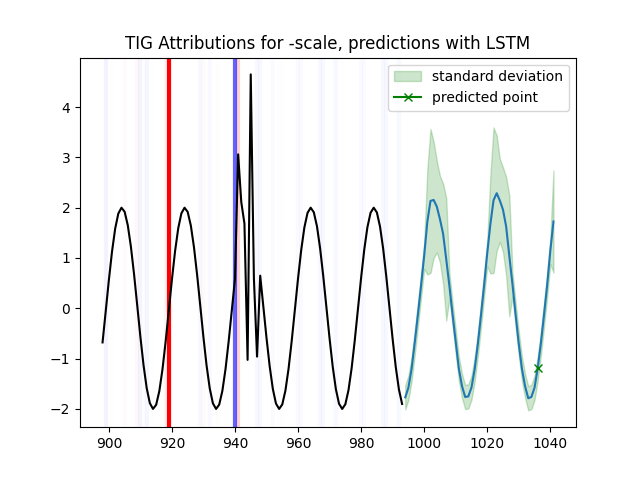 TIG Attributions for -scale, predictions with LSTM
standard deviation
predicted point
4
3
2
1
0
−1
−2
900 920 940 960 980 1000 1020 1040